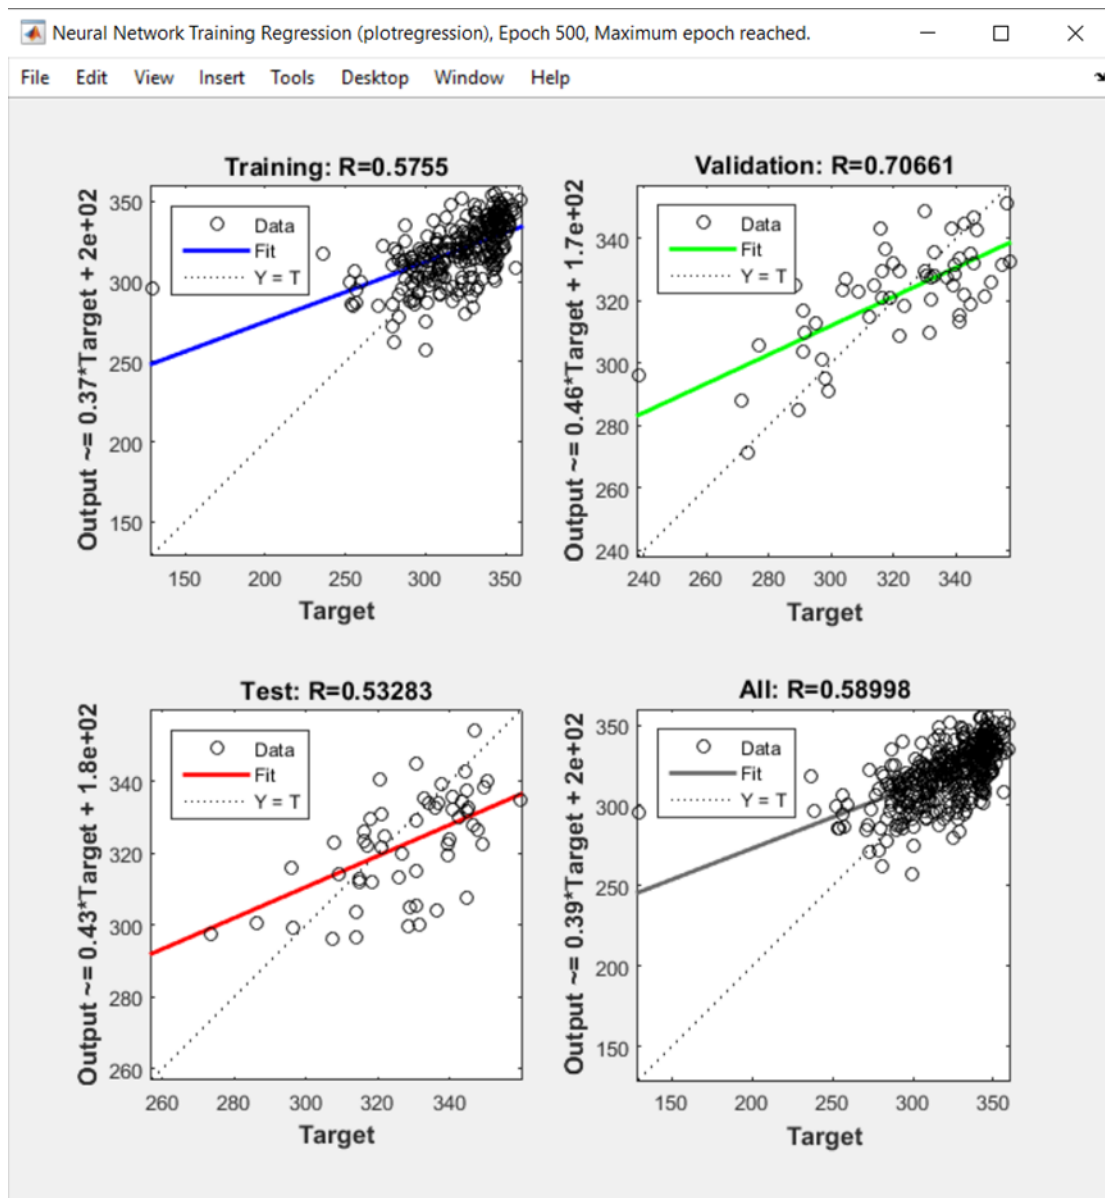 Neural Network Training Regression (plotregression), Epoch 500, Maximum epoch reached.
File Edit View Insert Tools Desktop Window Help
Training: R=0.5755
Output ~= 0.37*Target + 2e+02
350
300
250
200
150
Data
Fit
Y = T
150 200 250 300 350
Target
Validation: R=0.70661
Output ~= 0.46*Target + 1.7e+02
340
320
300
280
260
240
Data
Fit
Y = T
240 260 280 300 320 340
Target
Test: R=0.53283
Output ~= 0.43*Target + 1.8e+02
340
320
300
280
260
Data
Fit
Y = T
260 280 300 320 340
Target
All: R=0.58998
Output ~= 0.39*Target + 2e+02
350
300
250
200
150
Data
Fit
Y = T
150 200 250 300 350
Target